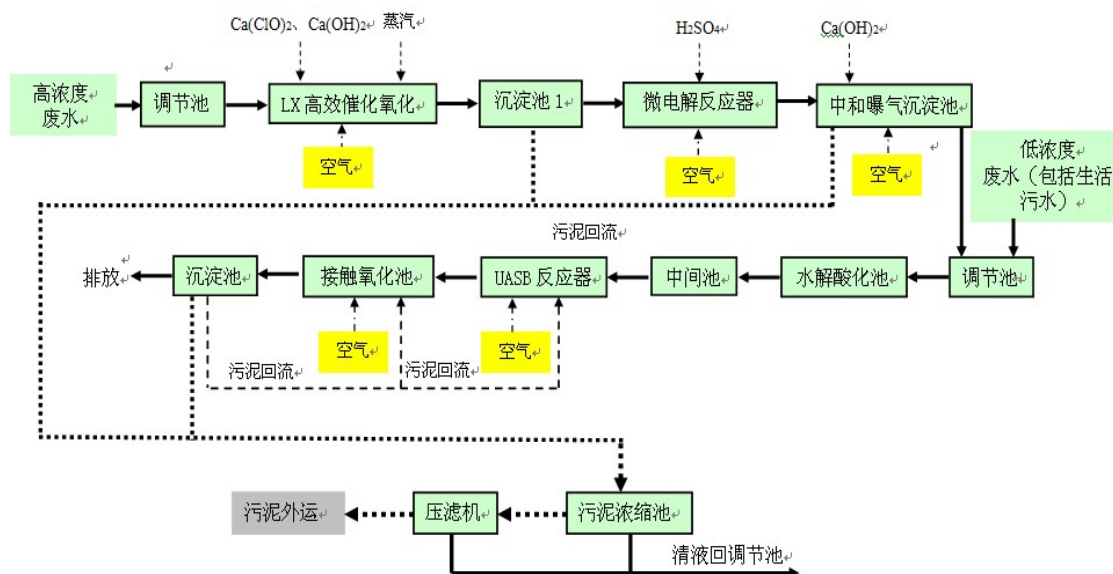 Ca(ClO)₂、Ca(OH)₂ 蒸汽
H₂SO₄
Ca(OH)₂
高浓度
废水
调节池
LX 高效催化氧化
沉淀池 1
微电解反应器
中和曝气沉淀池
空气
空气
空气
低浓度
废水（包括生活
污水）
污泥回流
排放
沉淀池
接触氧化池
UASB 反应器
中间池
水解酸化池
调节池
空气
空气
污泥回流
污泥回流
污泥外运
压滤机
污泥浓缩池
清液回调节池